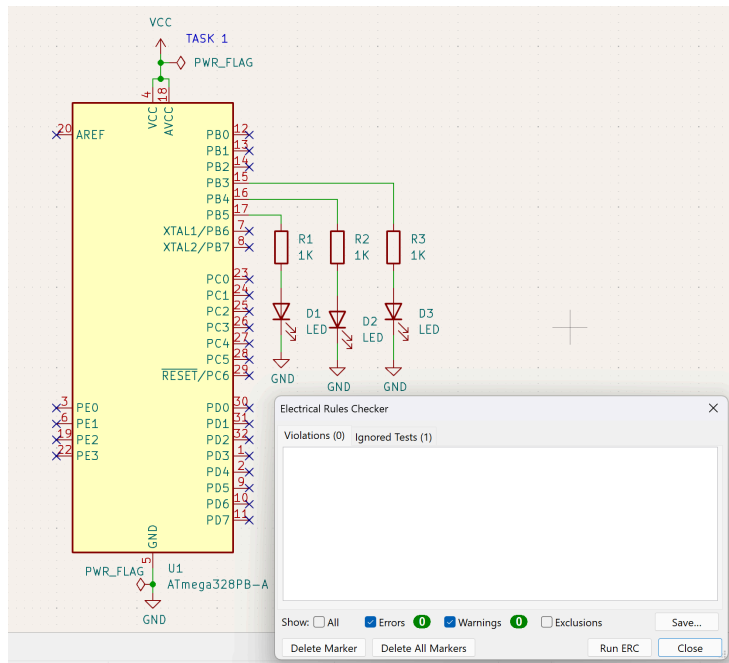 VCC
TASK 1
PWR_FLAG
4
18
VCC
AVCC
20
AREF
PB0
12
PB1
13
PB2
14
PB3
15
PB4
16
PB5
17
XTAL1/PB6
7
XTAL2/PB7
8
R1
1K
R2
1K
R3
1K
PC0
23
PC1
24
PC2
25
PC3
26
PC4
27
PC5
28
RESET/PC6
29
D1
LED
D2
LED
D3
LED
GND
GND
GND
3
PE0
6
PE1
19
PE2
22
PE3
PD0
30
PD1
31
PD2
32
PD3
1
PD4
2
PD5
9
PD6
10
PD7
11
GND
5
PWR_FLAG
U1
ATmega328PB-A
GND
Electrical Rules Checker
Violations (0)
Ignored Tests (1)
Show:
All
Errors
0
Warnings
0
Exclusions
Save...
Delete Marker
Delete All Markers
Run ERC
Close